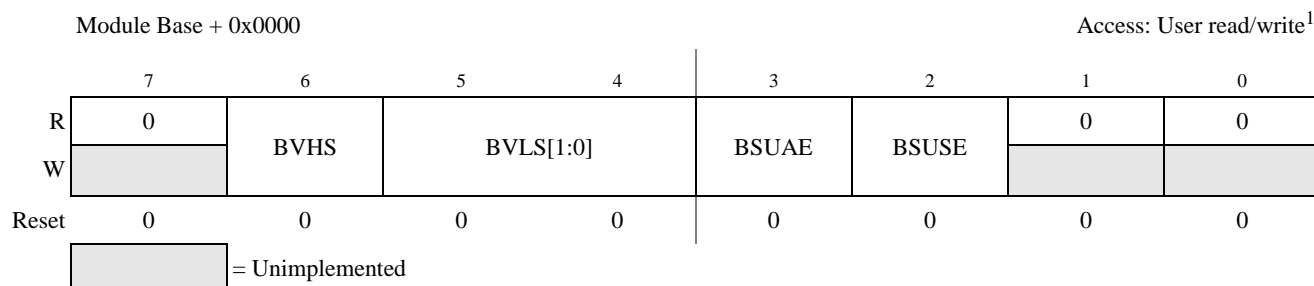 Module Base + 0x0000 Access: User read/write1
7 6 5 4 3 2 1 0
R 0 BVHS BVLS[1:0] BSUAE BSUSE 0 0
W
Reset 0 0 0 0 0 0 0 0
= Unimplemented